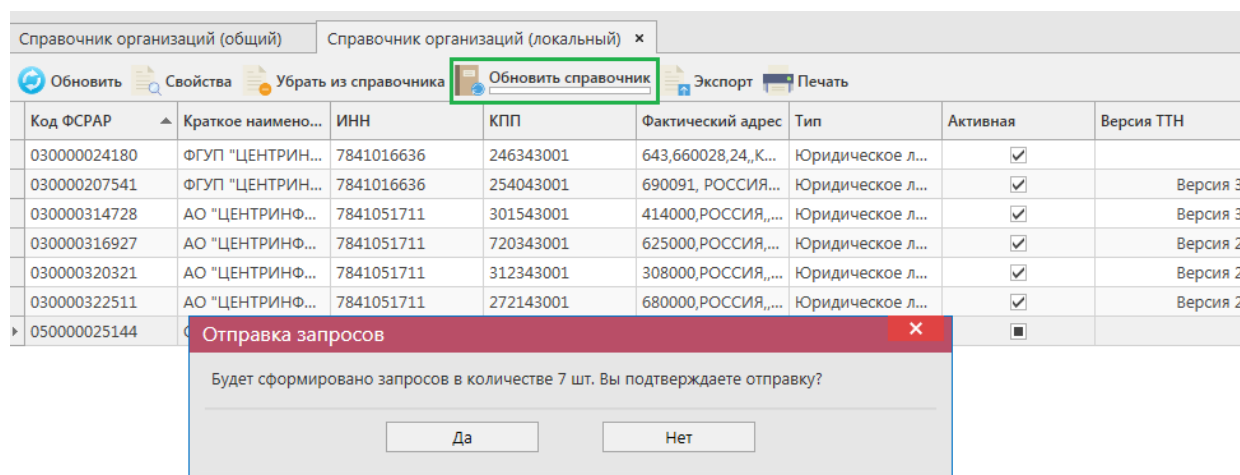 Справочник организаций (общий) Справочник организаций (локальный) ×
Обновить Свойства Убрать из справочника Обновить справочник Экспорт Печать
Код ФСРАР Краткое наимено... ИНН КПП Фактический адрес Тип Активная Версия ТТН
030000024180 ФГУП "ЦЕНТРИН... 7841016636 246343001 643,660028,24,,К... Юридическое л...
030000207541 ФГУП "ЦЕНТРИН... 7841016636 254043001 690091, РОССИЯ... Юридическое л... Версия 3
030000314728 АО "ЦЕНТРИНФ... 7841051711 301543001 414000,РОССИЯ,,... Юридическое л... Версия 3
030000316927 АО "ЦЕНТРИНФ... 7841051711 720343001 625000,РОССИЯ,... Юридическое л... Версия 2
030000320321 АО "ЦЕНТРИНФ... 7841051711 312343001 308000,РОССИЯ,,... Юридическое л... Версия 2
030000322511 АО "ЦЕНТРИНФ... 7841051711 272143001 680000,РОССИЯ,,... Юридическое л... Версия 2
050000025144
Отправка запросов
Будет сформировано запросов в количестве 7 шт. Вы подтверждаете отправку?
Да Нет